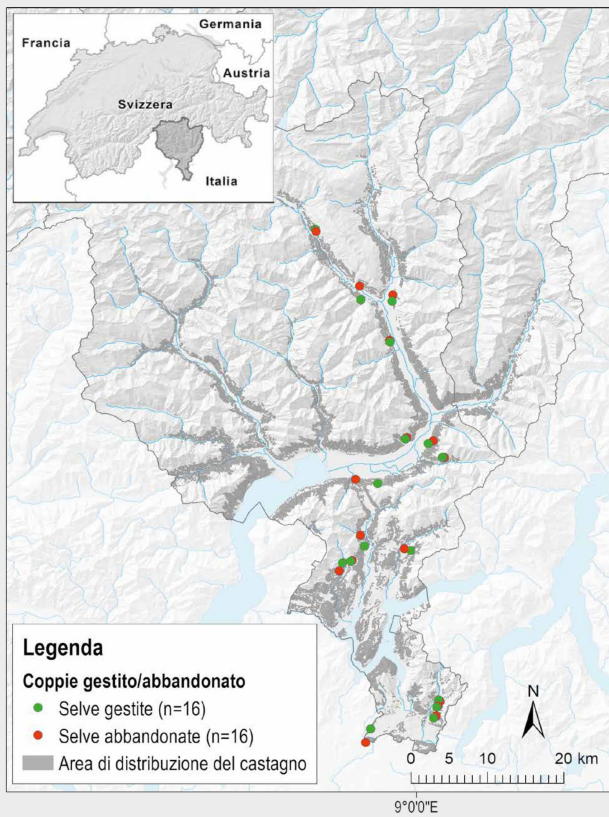 Germania
Francia
Austria
Svizzera
Italia
Legenda
Coppie gestito/abbandonato
Selve gestite (n=16)
Selve abbandonate (n=16)
Area di distribuzione del castagno
N
0 5 10 20 km
9°0'0"E